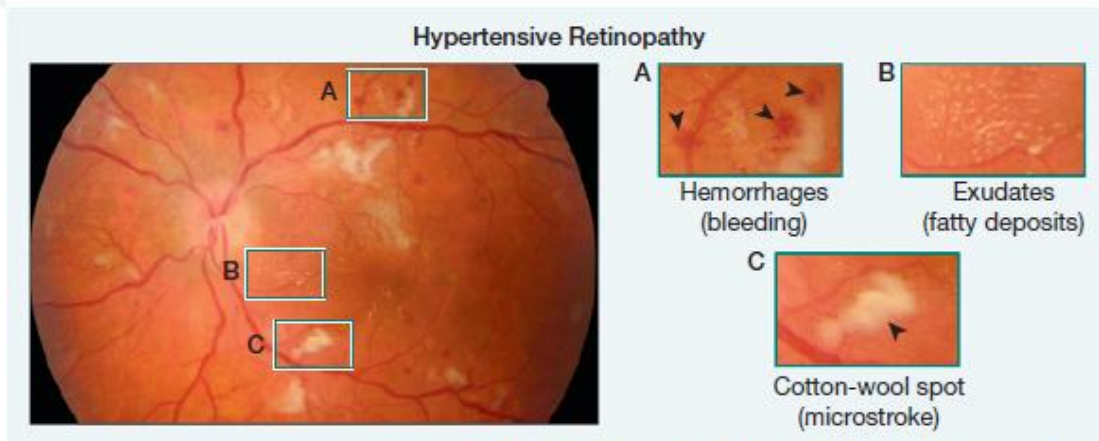 Hypertensive Retinopathy
A
B
C
A
Hemorrhages
(bleeding)
B
Exudates
(fatty deposits)
C
Cotton-wool spot
(microstroke)